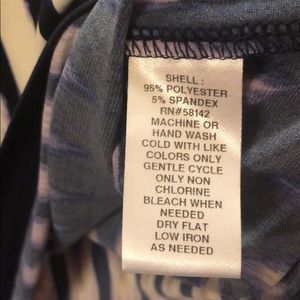 SHELL :
95% POLYESTER
5% SPANDEX
RN#58142
MACHINE OR
HAND WASH
COLD WITH LIKE
COLORS ONLY
GENTLE CYCLE
ONLY NON
CHLORINE
BLEACH WHEN
NEEDED
DRY FLAT
LOW IRON
AS NEEDED